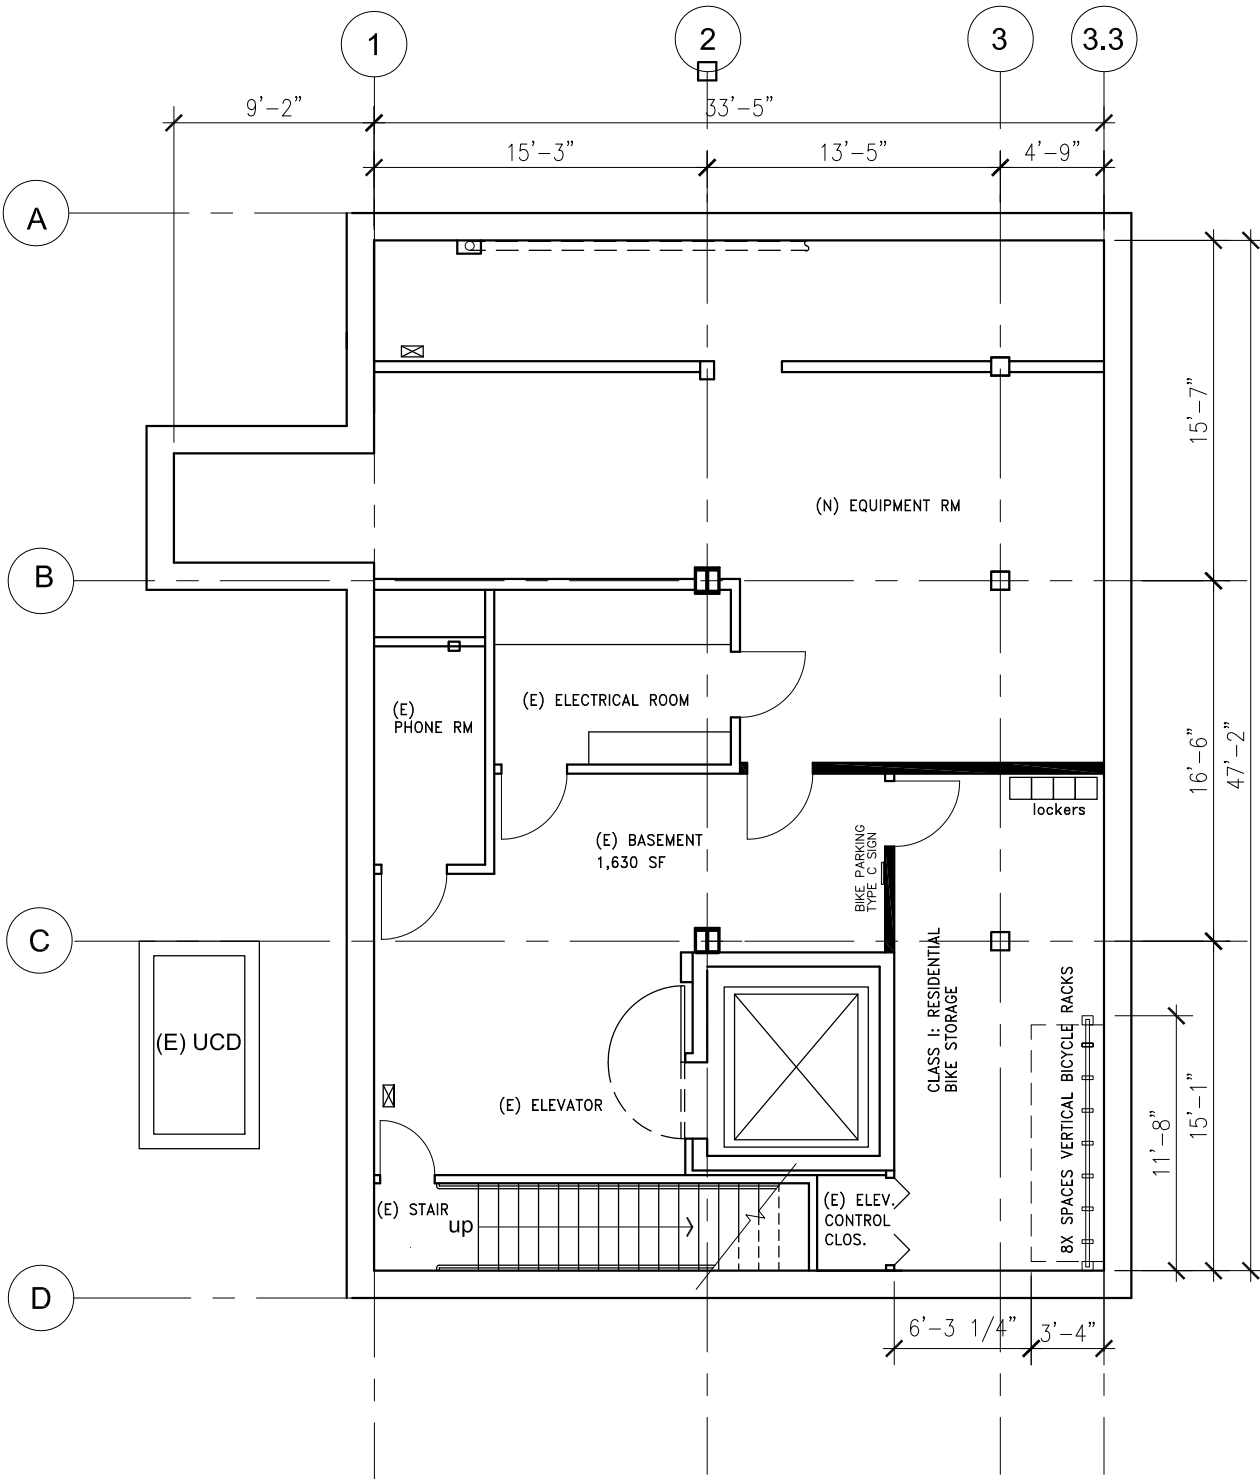 1
2
3
3.3
9'-2"
33'-5"
15'-3"
13'-5"
4'-9"
A
15'-7"
(N) EQUIPMENT RM
B
(E)
PHONE RM
(E) ELECTRICAL ROOM
16'-6"
47'-2"
lockers
(E) BASEMENT
1,630 SF
BIKE PARKING
TYPE C SIGN
C
CLASS I: RESIDENTIAL
BIKE STORAGE
8X SPACES VERTICAL BICYCLE RACKS
(E) UCD
(E) ELEVATOR
11'-8"
15'-1"
(E) STAIR
up
(E) ELEV.
CONTROL
CLOS.
D
6'-3 1/4"
3'-4"